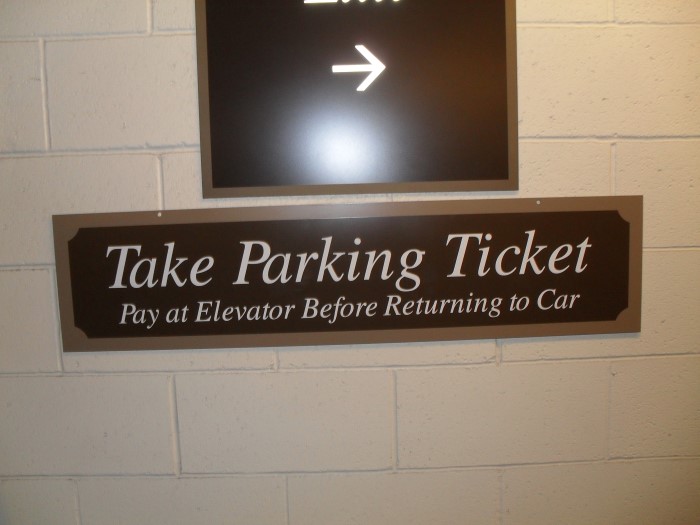 Take Parking Ticket
Pay at Elevator Before Returning to Car